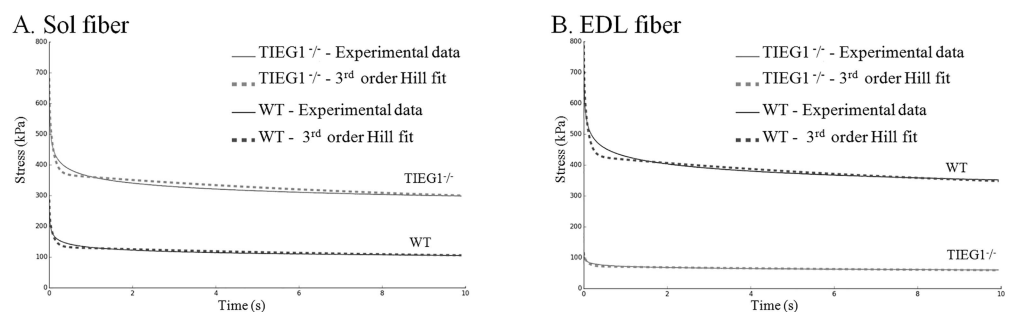 A. Sol fiber
800
700
600
500
400
300
200
100
0
Stress (kPa)
TIEG1 -/- - Experimental data
TIEG1 -/- - 3rd order Hill fit
WT - Experimental data
WT - 3rd order Hill fit
TIEG1-/-
WT
0 2 4 6 8 10
Time (s)
B. EDL fiber
800
700
600
500
400
300
200
100
0
Stress (kPa)
TIEG1 -/- - Experimental data
TIEG1 -/- - 3rd order Hill fit
WT - Experimental data
WT - 3rd order Hill fit
WT
TIEG1-/-
0 2 4 6 8 10
Time (s)